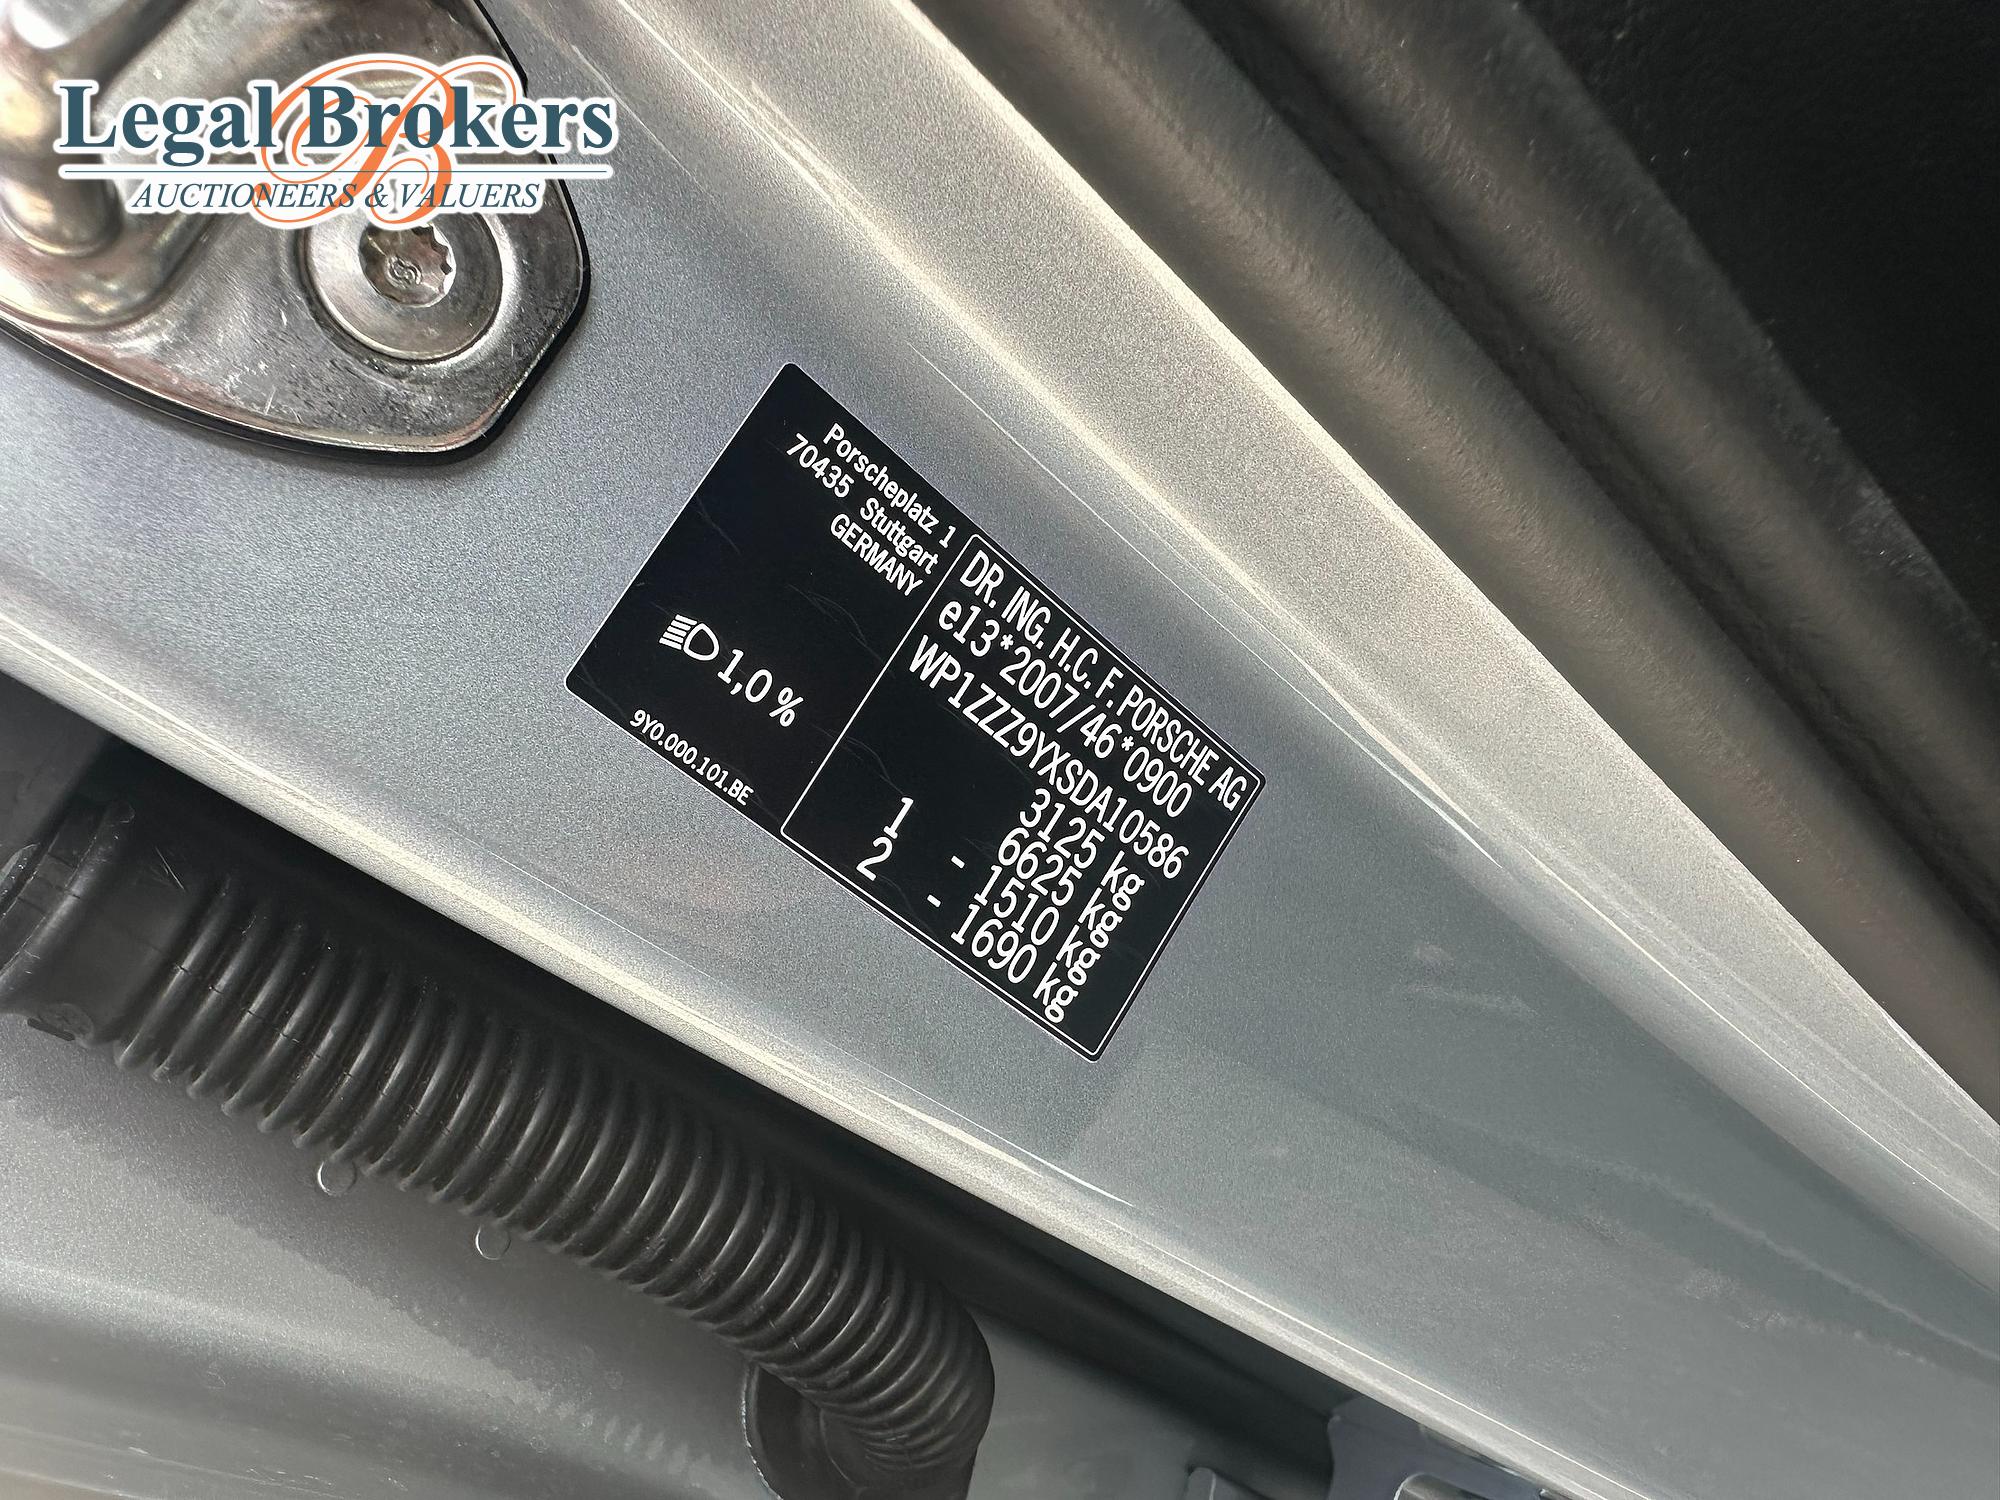 Legal Brokers
AUCTIONEERS & VALUERS
Porscheplatz 1
70435 Stuttgart
GERMANY
1,0 %
9Y0.000.101.BE
DR. ING. H.C. F. PORSCHE AG
e13*2007/46*0900
WP1ZZZ9YXSDA10586
3125 kg
6625 kg
1 - 1510 kg
2 - 1690 kg